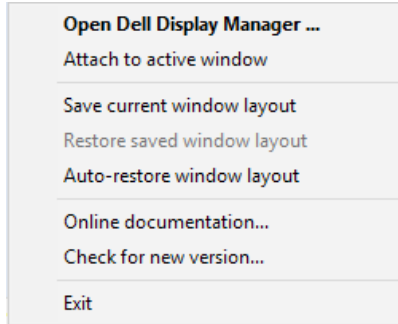 Open Dell Display Manager ...
Attach to active window
Save current window layout
Restore saved window layout
Auto-restore window layout
Online documentation...
Check for new version...
Exit